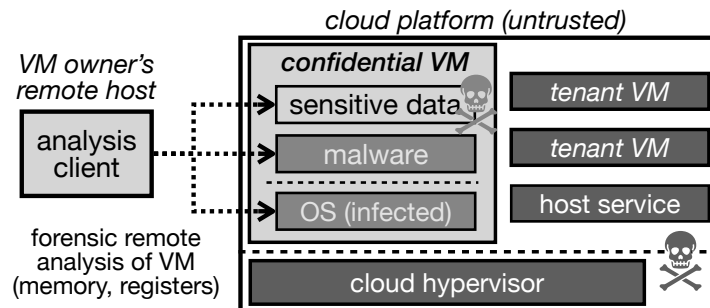 cloud platform (untrusted)
VM owner's
remote host
confidential VM
sensitive data
tenant VM
analysis
client
malware
tenant VM
OS (infected)
host service
forensic remote
analysis of VM
(memory, registers)
cloud hypervisor